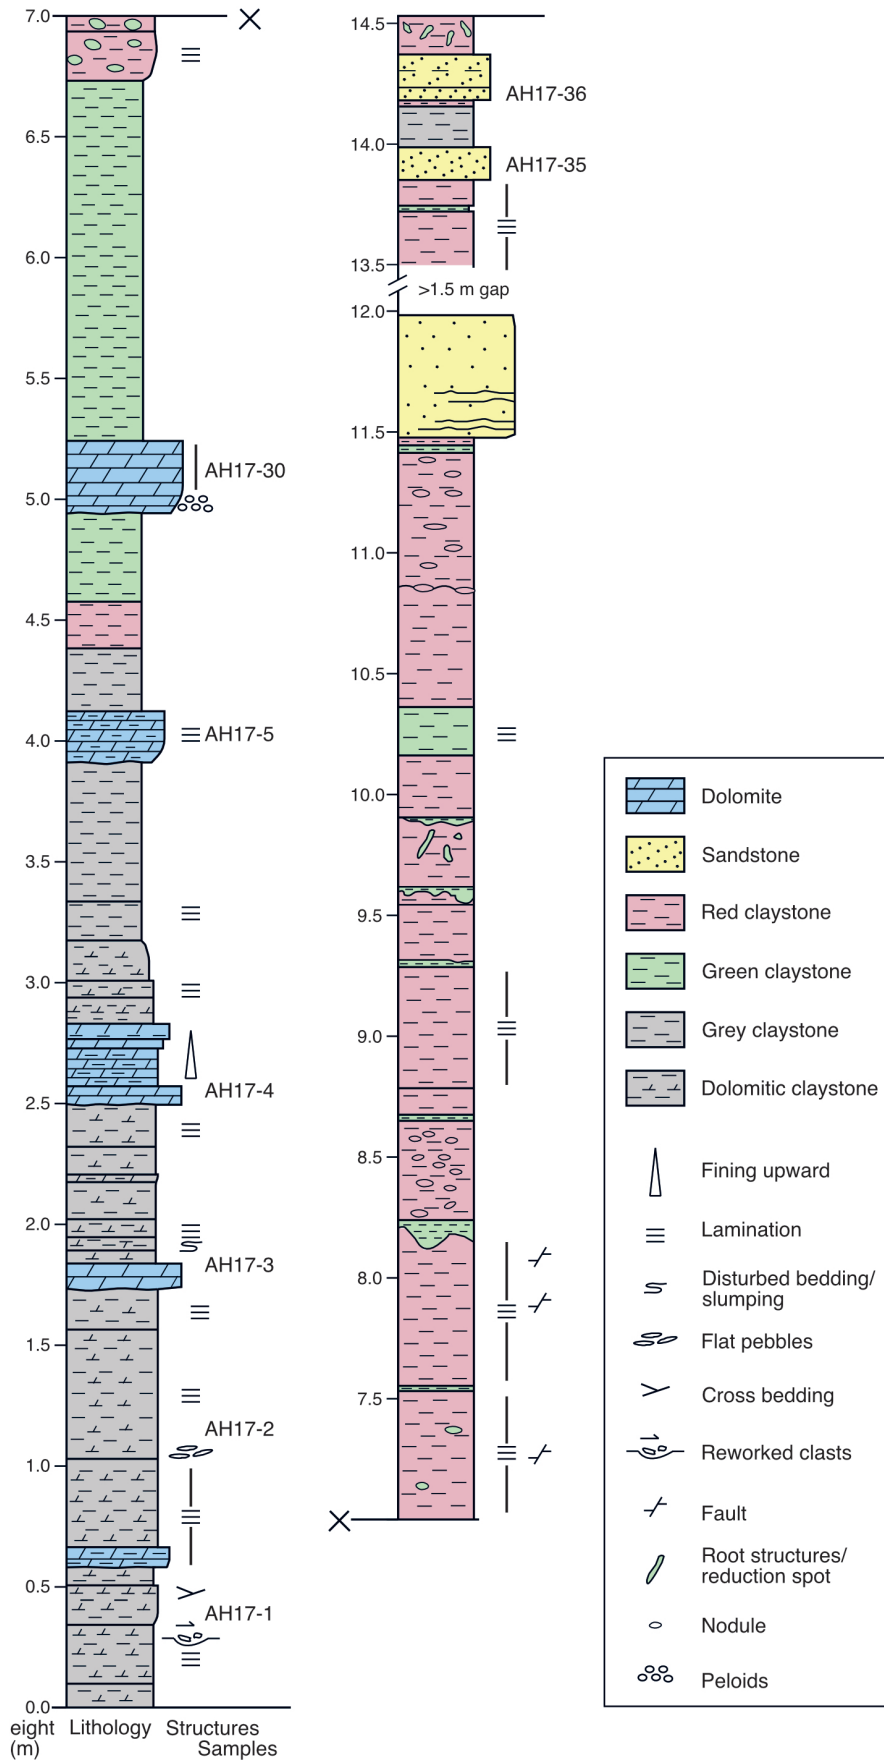 7.0
6.5
6.0
5.5
AH17-30
5.0
4.5
AH17-5
4.0
3.5
3.0
AH17-4
2.5
2.0
AH17-3
1.5
AH17-2
1.0
0.5
AH17-1
0.0
eight
(m)
Lithology
Structures
Samples
14.5
AH17-36
14.0
AH17-35
13.5
>1.5 m gap
12.0
11.5
11.0
10.5
10.0
9.5
9.0
8.5
8.0
7.5
Dolomite
Sandstone
Red claystone
Green claystone
Grey claystone
Dolomitic claystone
Fining upward
Lamination
Disturbed bedding/
slumping
Flat pebbles
Cross bedding
Reworked clasts
Fault
Root structures/
reduction spot
Nodule
Peloids